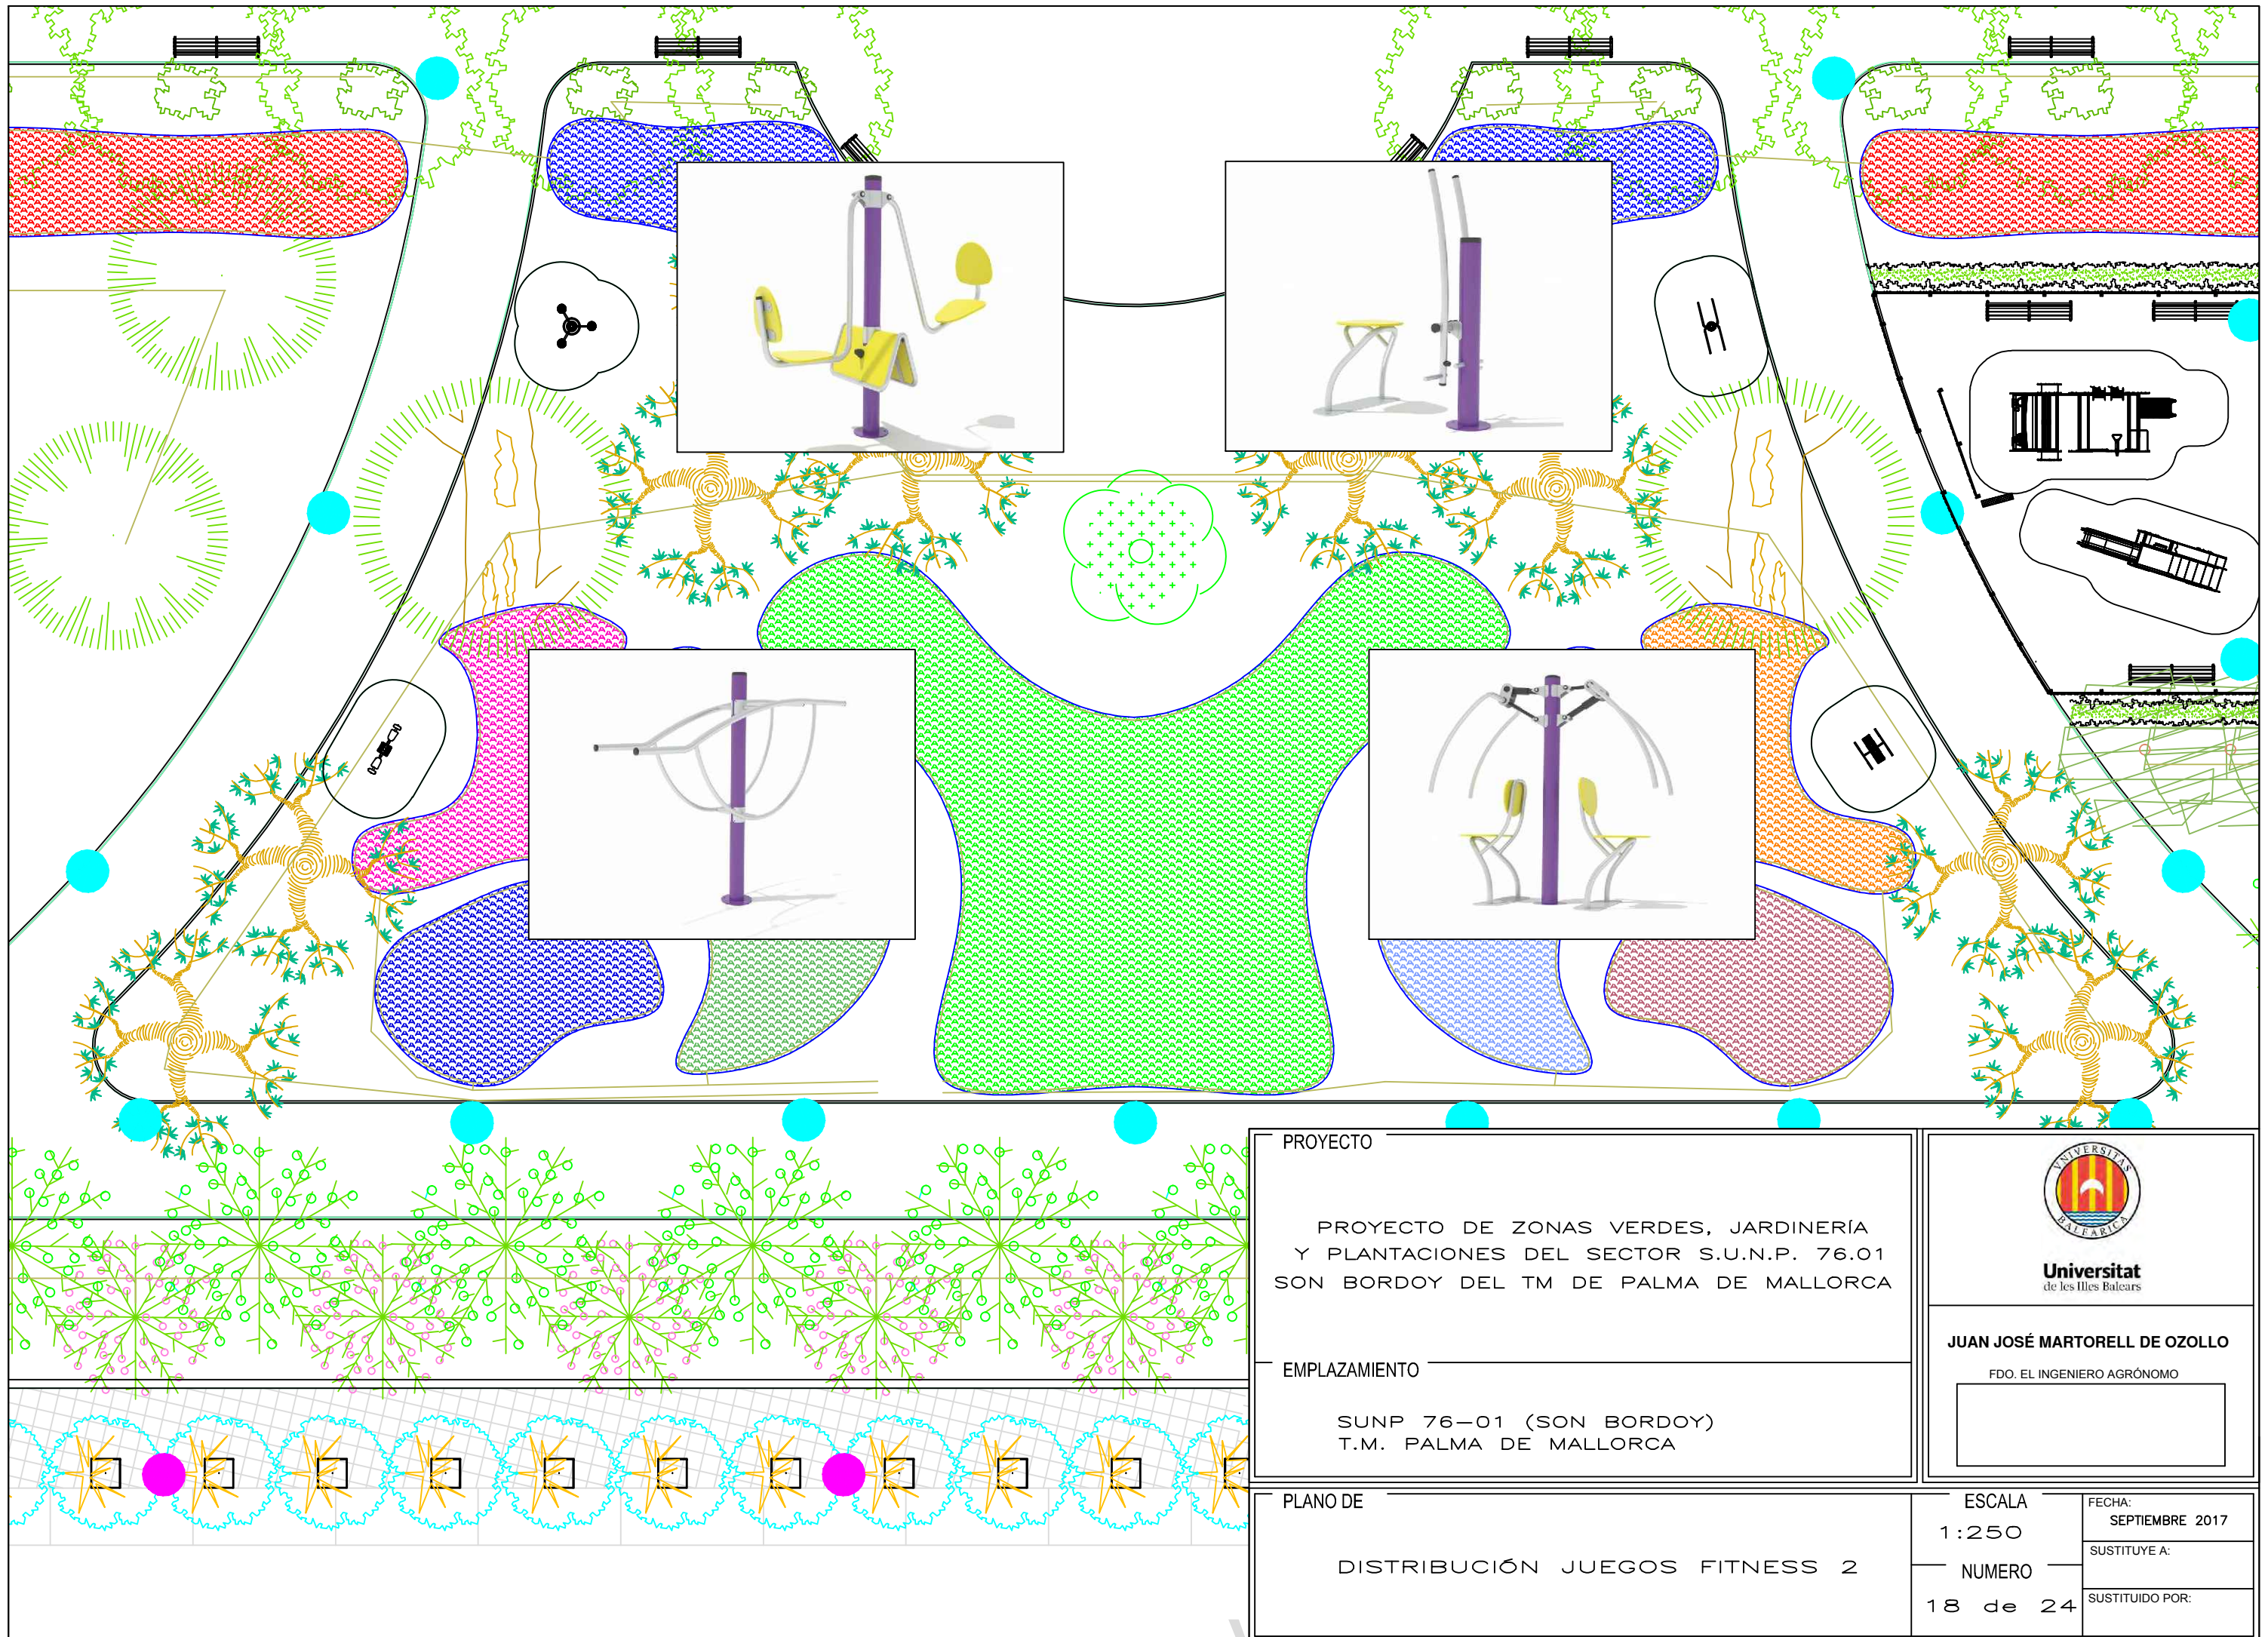 PROYECTO
PROYECTO DE ZONAS VERDES, JARDINERÍA
Y PLANTACIONES DEL SECTOR S.U.N.P. 76.01
SON BORDOY DEL TM DE PALMA DE MALLORCA
EMPLAZAMIENTO
SUNP 76-01 (SON BORDOY)
T.M. PALMA DE MALLORCA
VNIVERSITAS
BALEARICA
Universitat
de les Illes Balears
JUAN JOSÉ MARTORELL DE OZOLLO
FDO. EL INGENIERO AGRÓNOMO
PLANO DE
DISTRIBUCIÓN JUEGOS FITNESS 2
ESCALA
1:250
NUMERO
18 de 24
FECHA:
SEPTIEMBRE 2017
SUSTITUYE A:
SUSTITUIDO POR: